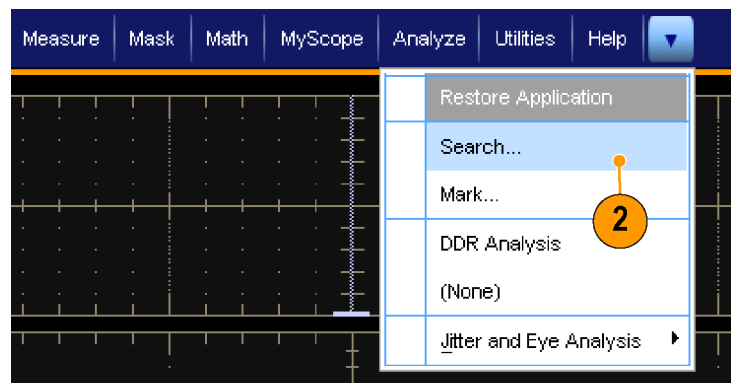 Measure Mask Math MyScope Analyze Utilities Help
Restore Application
Search...
Mark...
2
DDR Analysis
(None)
Jitter and Eye Analysis